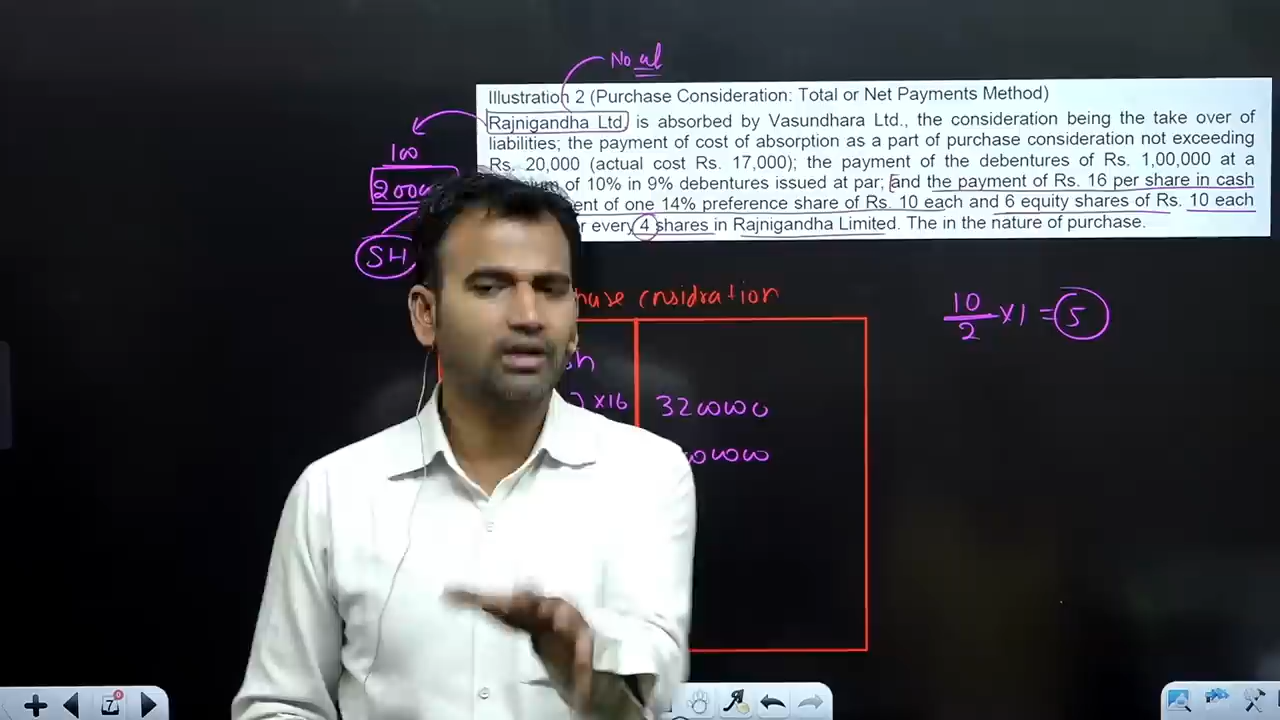 No al
Illustration 2 (Purchase Consideration: Total or Net Payments Method)
Rajnigandha Ltd. is absorbed by Vasundhara Ltd., the consideration being the take over of
liabilities; the payment of cost of absorption as a part of purchase consideration not exceeding
Rs. 20,000 (actual cost Rs. 17,000); the payment of the debentures of Rs. 1,00,000 at a
of 10% in 9% debentures issued at par; and the payment of Rs. 16 per share in cash
of one 14% preference share of Rs. 10 each and 6 equity shares of Rs. 10 each
every 4 shares in Rajnigandha Limited. The in the nature of purchase.
100
SH
considration
10/2 ×1 = 5
×16 3200000